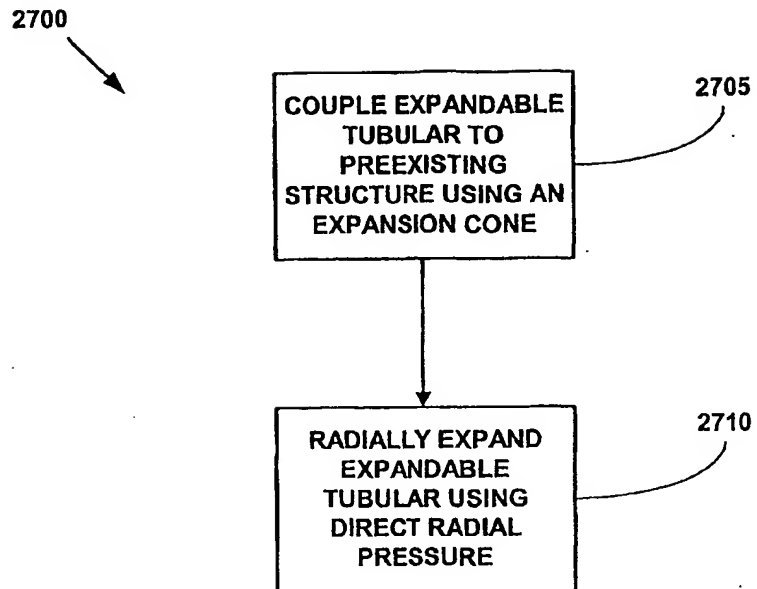 2700
2705
COUPLE EXPANDABLE
TUBULAR TO
PREEXISTING
STRUCTURE USING AN
EXPANSION CONE
2710
RADIALLY EXPAND
EXPANDABLE
TUBULAR USING
DIRECT RADIAL
PRESSURE